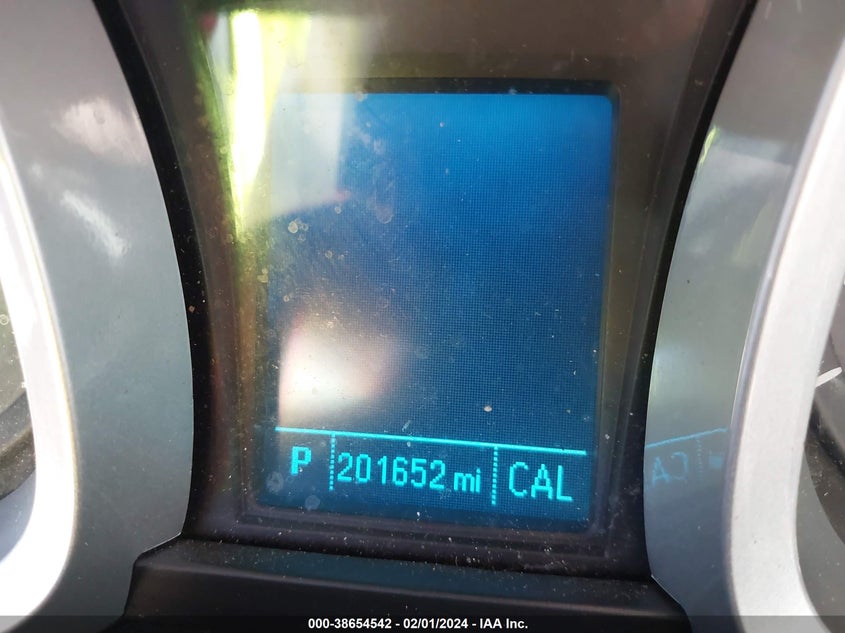 P 201652 mi CAL
000-38654542 / 02/01/2024 - IAA Inc.